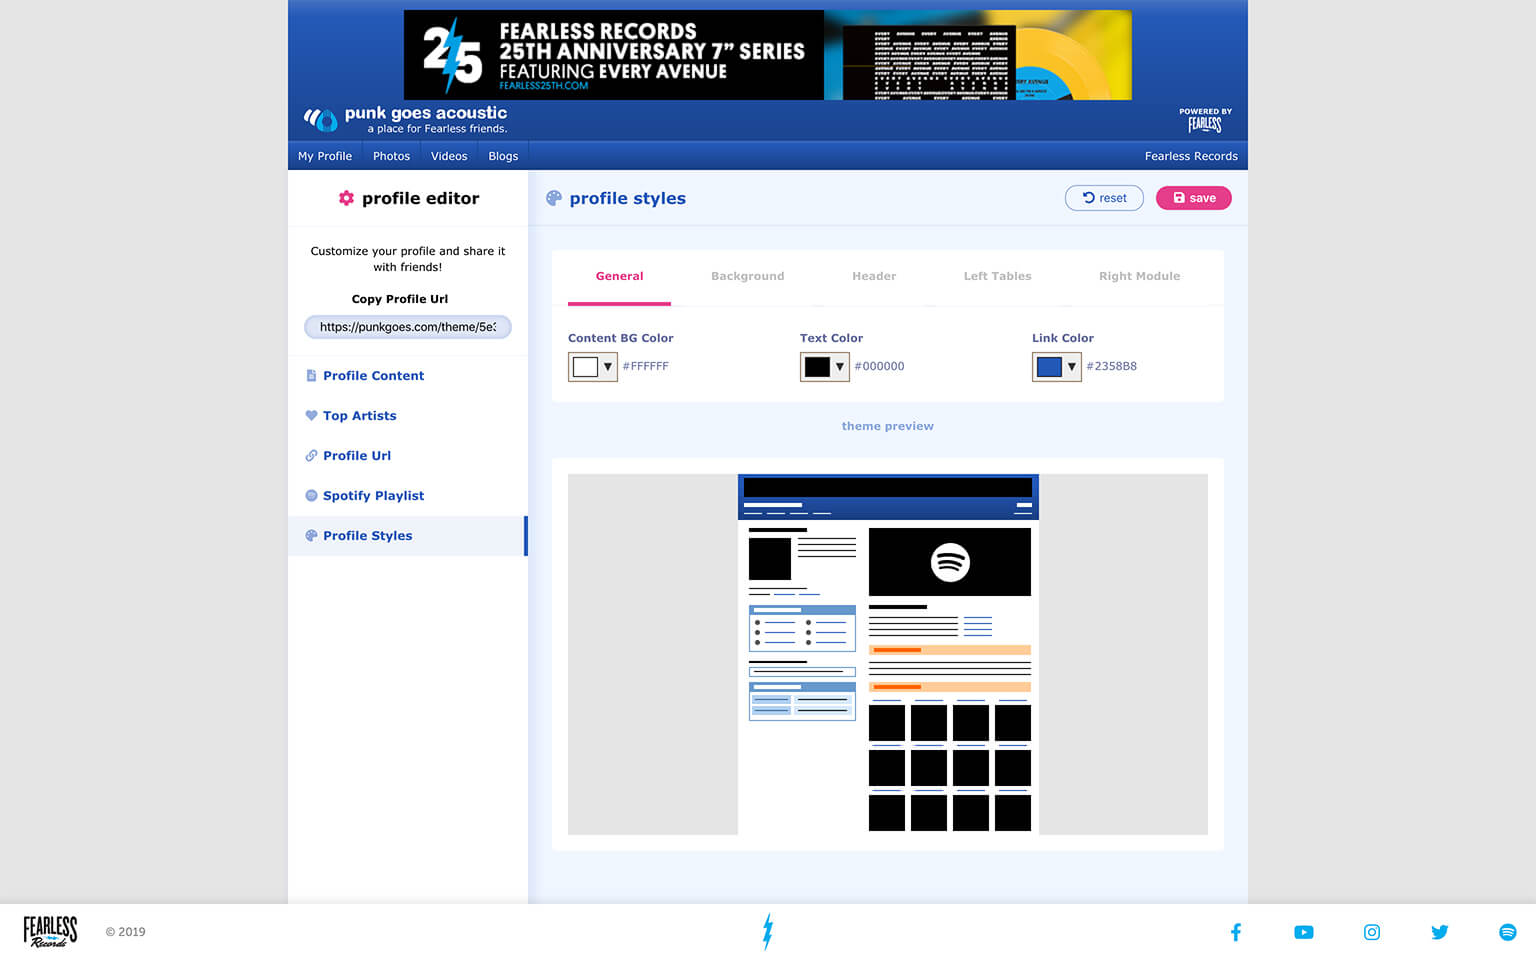 25
FEARLESS RECORDS
25TH ANNIVERSARY 7” SERIES
FEATURING EVERY AVENUE
FEARLESS25TH.COM
punk goes acoustic
a place for Fearless friends.
POWERED BY
FEARLESS
My Profile
Photos
Videos
Blogs
Fearless Records
profile editor
Customize your profile and share it
with friends!
Copy Profile Url
https://punkgoes.com/theme/5e3
Profile Content
Top Artists
Profile Url
Spotify Playlist
Profile Styles
profile styles
reset
save
General
Background
Header
Left Tables
Right Module
Content BG Color
#FFFFFF
Text Color
#000000
Link Color
#2358B8
theme preview
FEARLESS
Records
© 2019